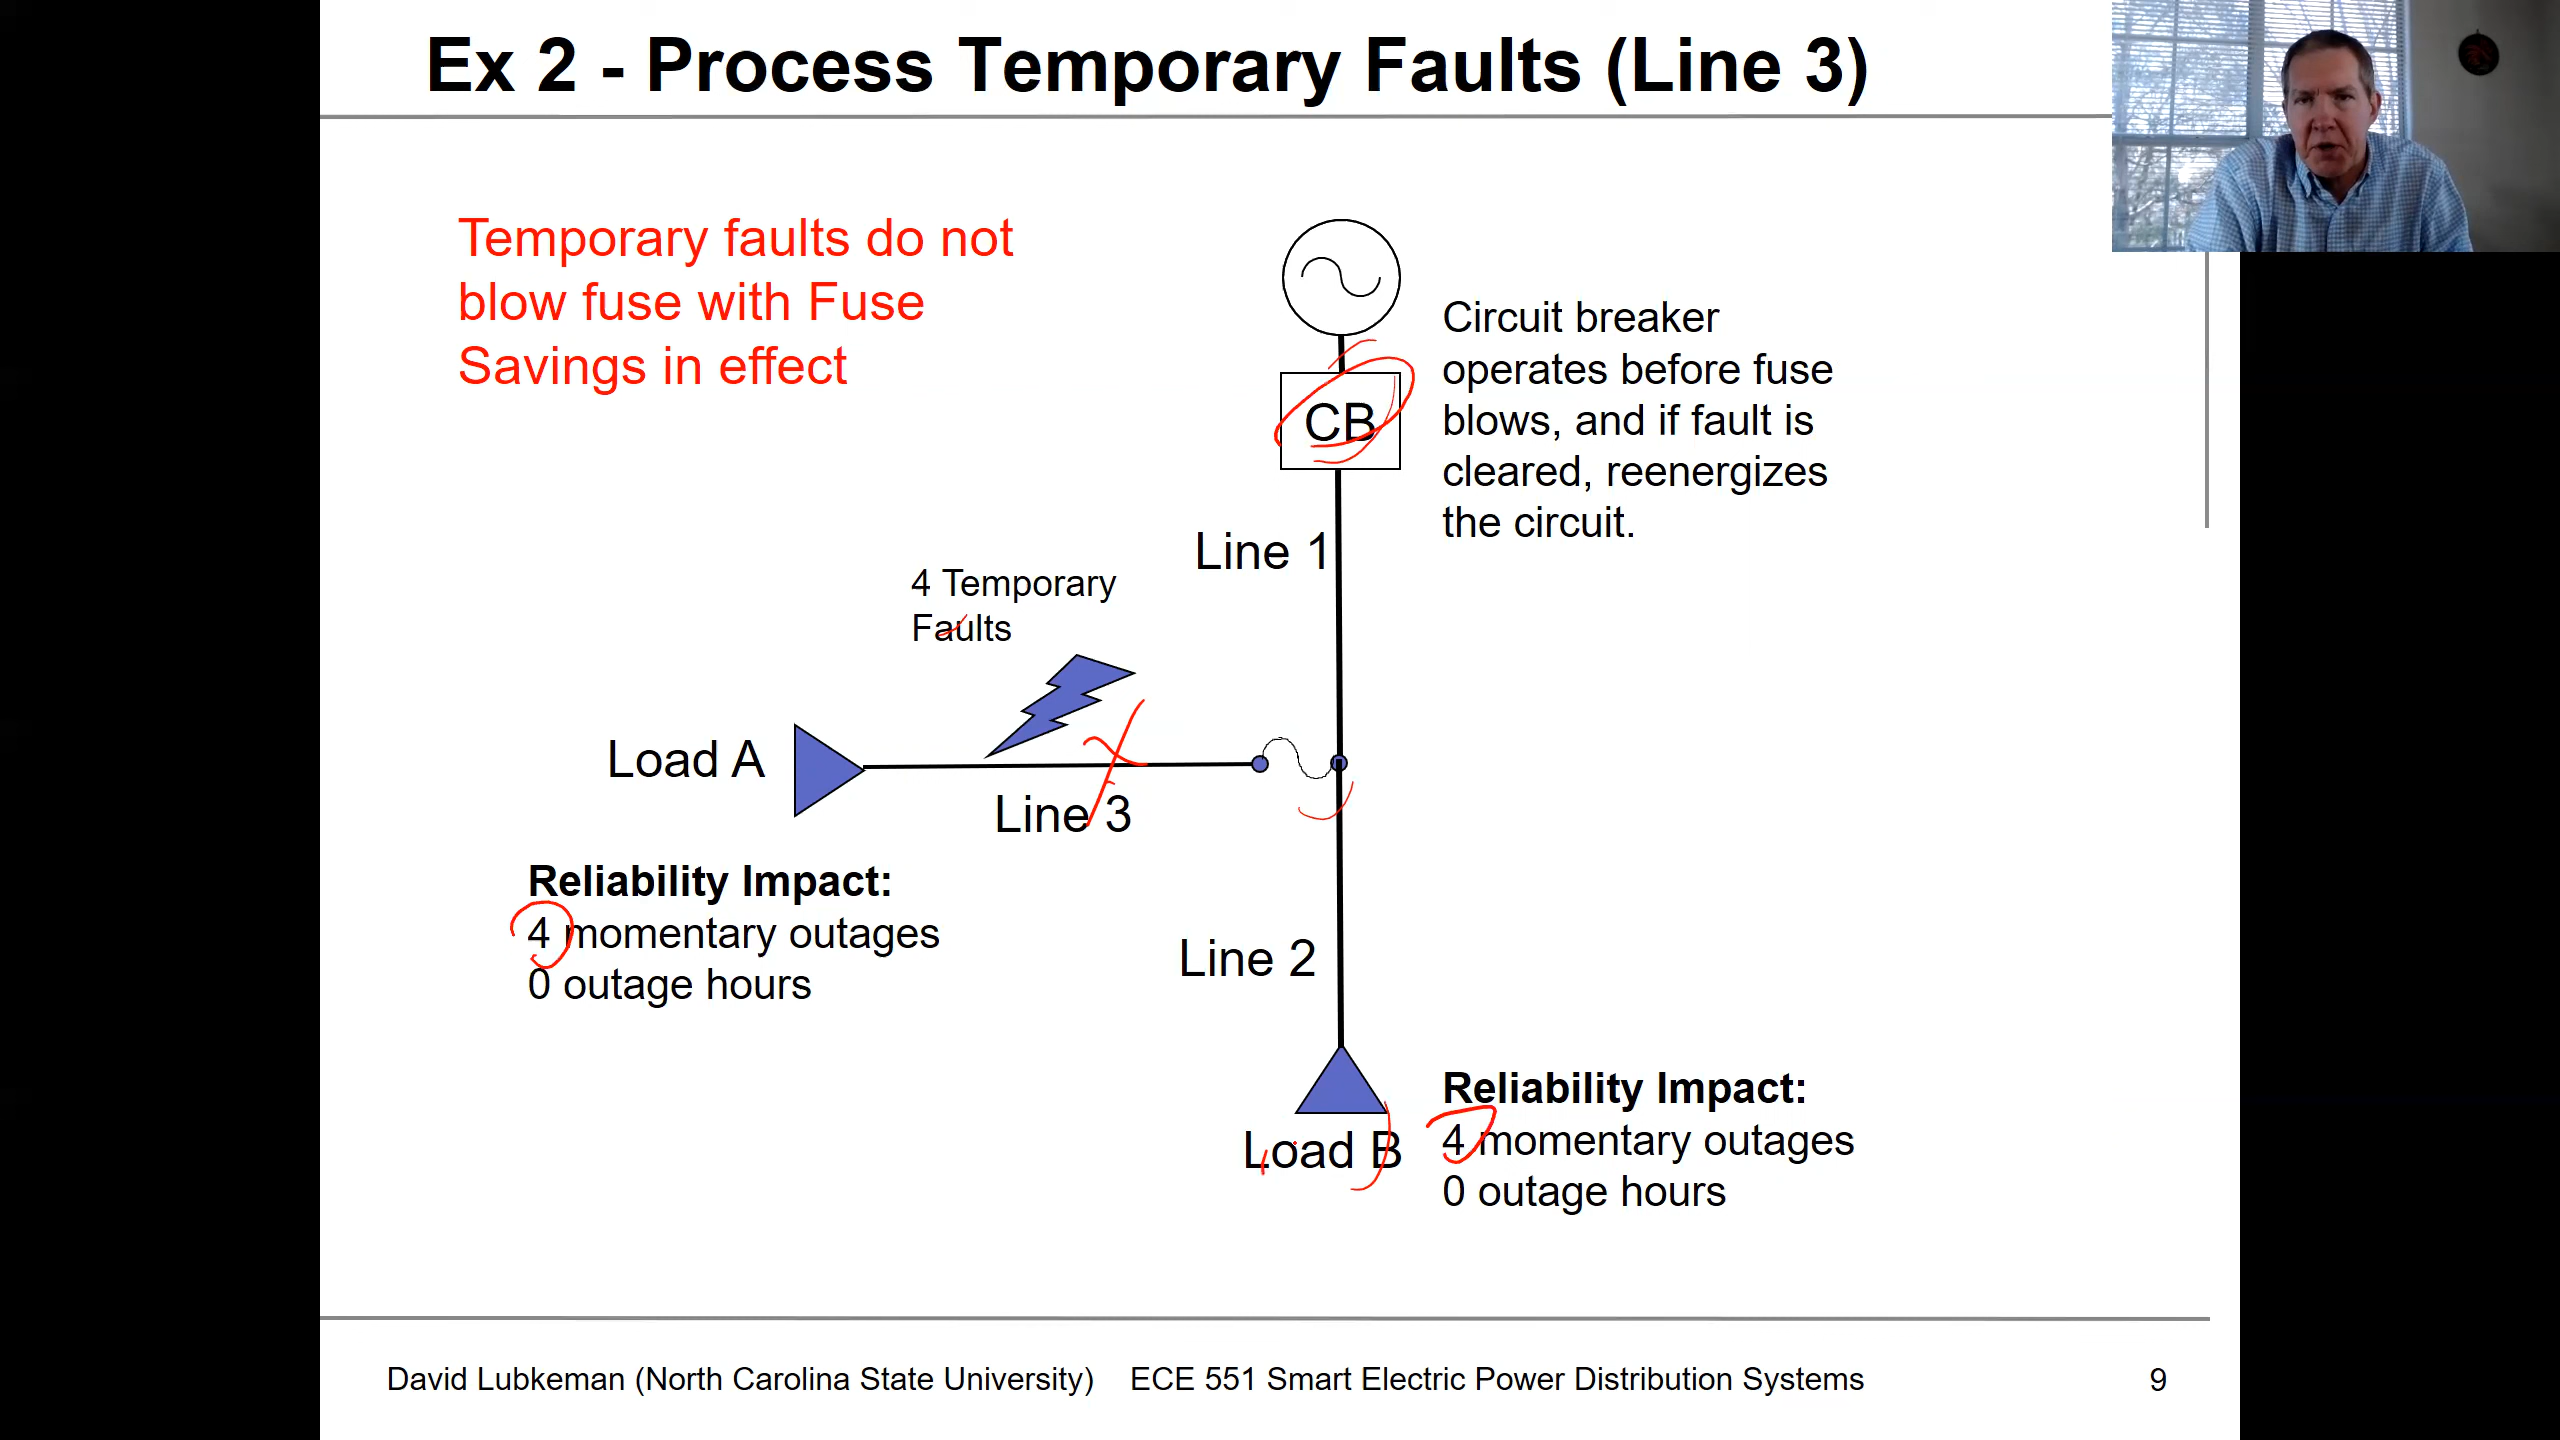 Ex 2 - Process Temporary Faults (Line 3)
Temporary faults do not
blow fuse with Fuse
Savings in effect
Circuit breaker
operates before fuse
blows, and if fault is
cleared, reenergizes
the circuit.
CB
Line 1
4 Temporary
Faults
Load A
Line 3
Reliability Impact:
4 momentary outages
0 outage hours
Line 2
Load B
Reliability Impact:
4 momentary outages
0 outage hours
David Lubkeman (North Carolina State University) ECE 551 Smart Electric Power Distribution Systems 9